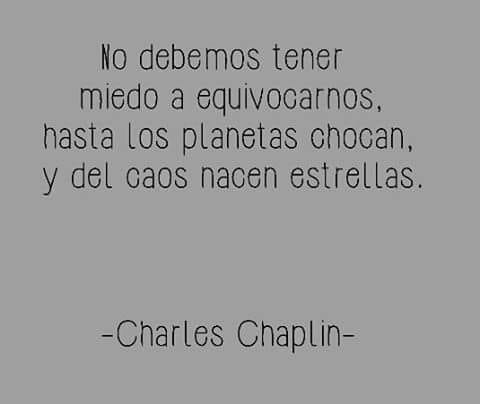 No debemos tener
miedo a equivocarnos,
hasta los planetas chocan,
y del caos nacen estrellas.
-Charles Chaplin-